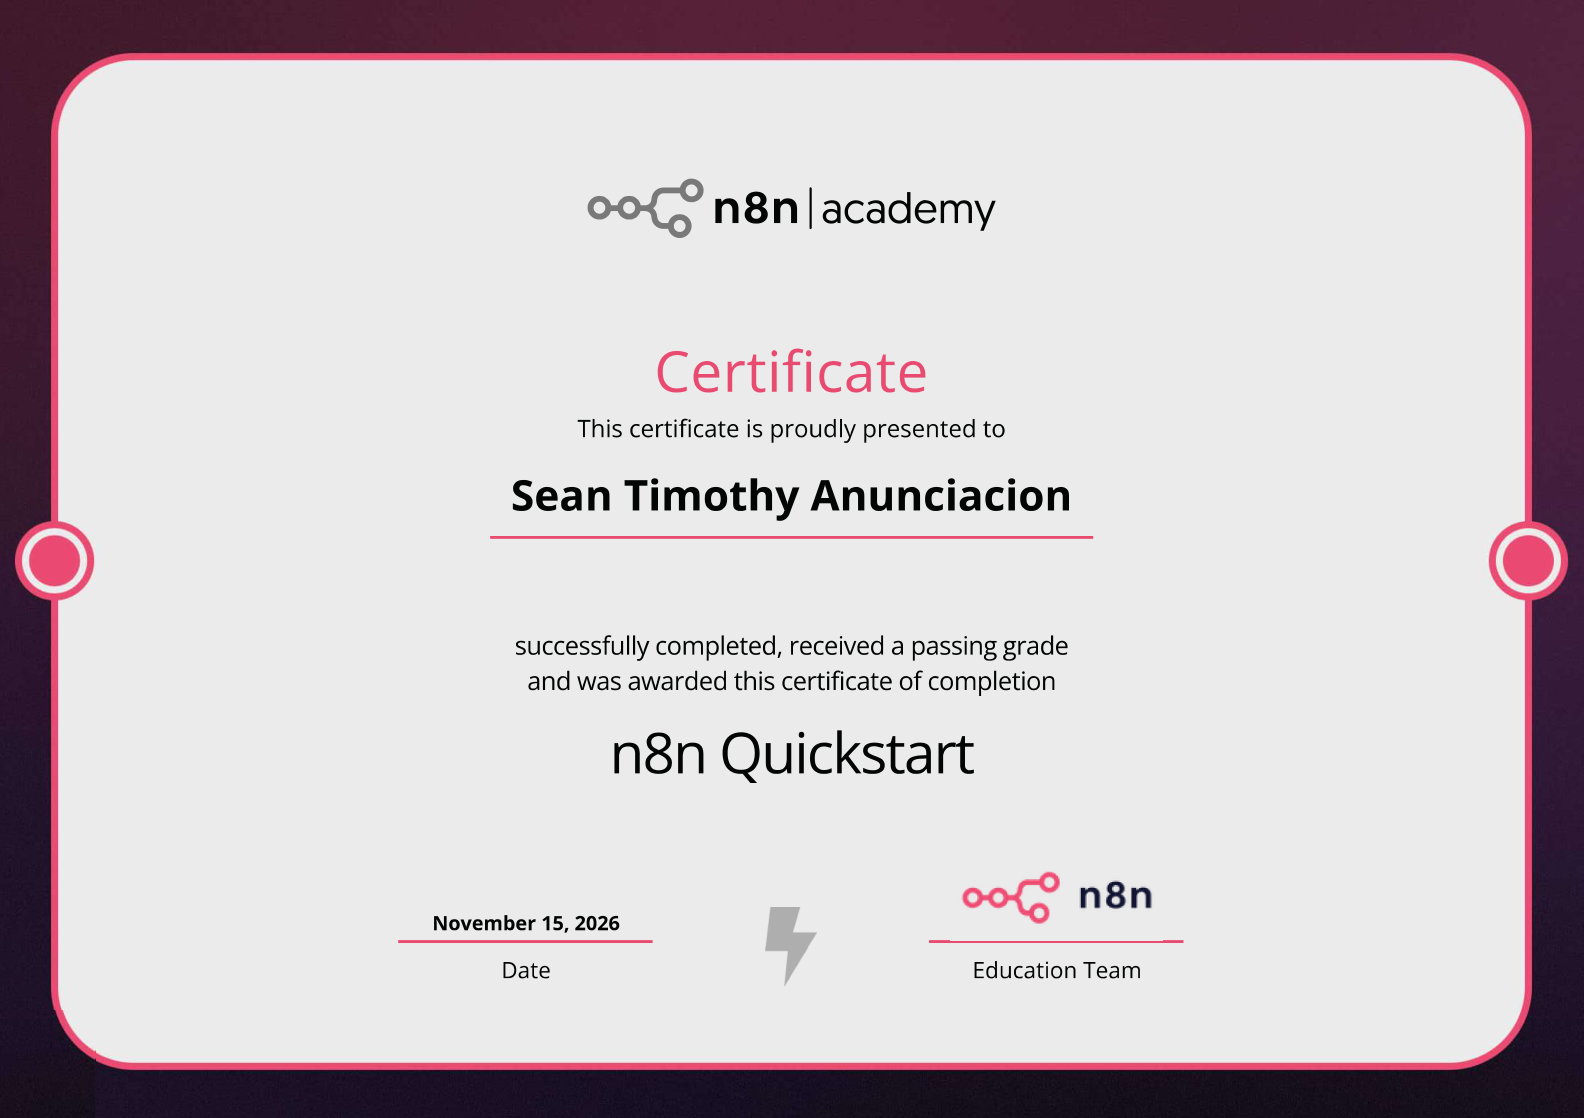 n8n | academy
Certificate
This certificate is proudly presented to
Sean Timothy Anunciacion
successfully completed, received a passing grade
and was awarded this certificate of completion
n8n Quickstart
November 15, 2026
Date
n8n
Education Team